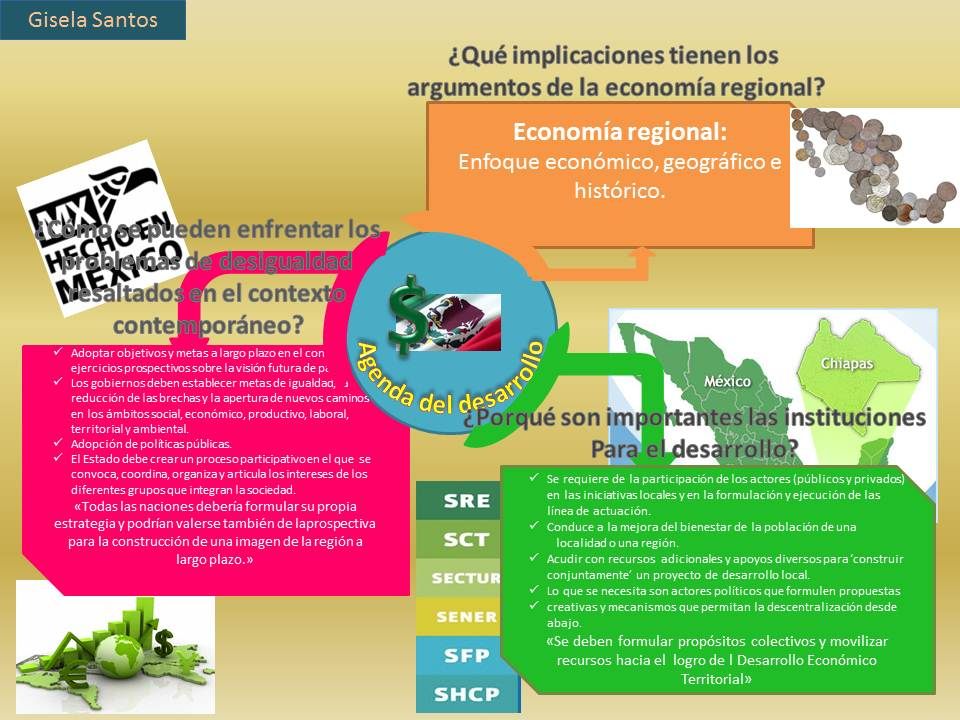 Gisela Santos
¿Qué implicaciones tienen los
argumentos de la economía regional?
Economía regional:
Enfoque económico, geográfico e
histórico.
MX
HECHO EN
MÉXICO
¿Cómo se pueden enfrentar los
problemas de desigualdad
resaltados en el contexto
contemporáneo?
✓ Adoptar objetivos y metas a largo plazo en el con
ejercicios prospectivos sobre la visión futura de
✓ Los gobiernos deben establecer metas de igualdad,
reducción de las brechas y la apertura de nuevos caminos
en los ámbitos social, económico, productivo, laboral,
territorial y ambiental.
✓ Adopción de políticas públicas.
✓ El Estado debe crear un proceso participativo en el que se
convoca, coordina, organiza y articula los intereses de los
diferentes grupos que integran la sociedad.
«Todas las naciones debería formular su propia
estrategia y podrían valerse también de laprospectiva
para la construcción de una imagen de la región a
largo plazo.»
$
Agenda del desarrollo
México
Chiapas
¿Porqué son importantes las instituciones
Para el desarrollo?
✓ Se requiere de la participación de los actores (públicos y privados)
en las iniciativas locales y en la formulación y ejecución de las
línea de actuación.
✓ Conduce a la mejora del bienestar de la población de una
localidad o una región.
✓ Acudir con recursos adicionales y apoyos diversos para ‘construir
conjuntamente’ un proyecto de desarrollo local.
✓ Lo que se necesita son actores políticos que formulen propuestas
✓ creativas y mecanismos que permitan la descentralización desde
abajo.
«Se deben formular propósitos colectivos y movilizar
recursos hacia el logro de l Desarrollo Económico
Territorial»
SRE
SCT
SECTUR
SENER
SFP
SHCP
$
€